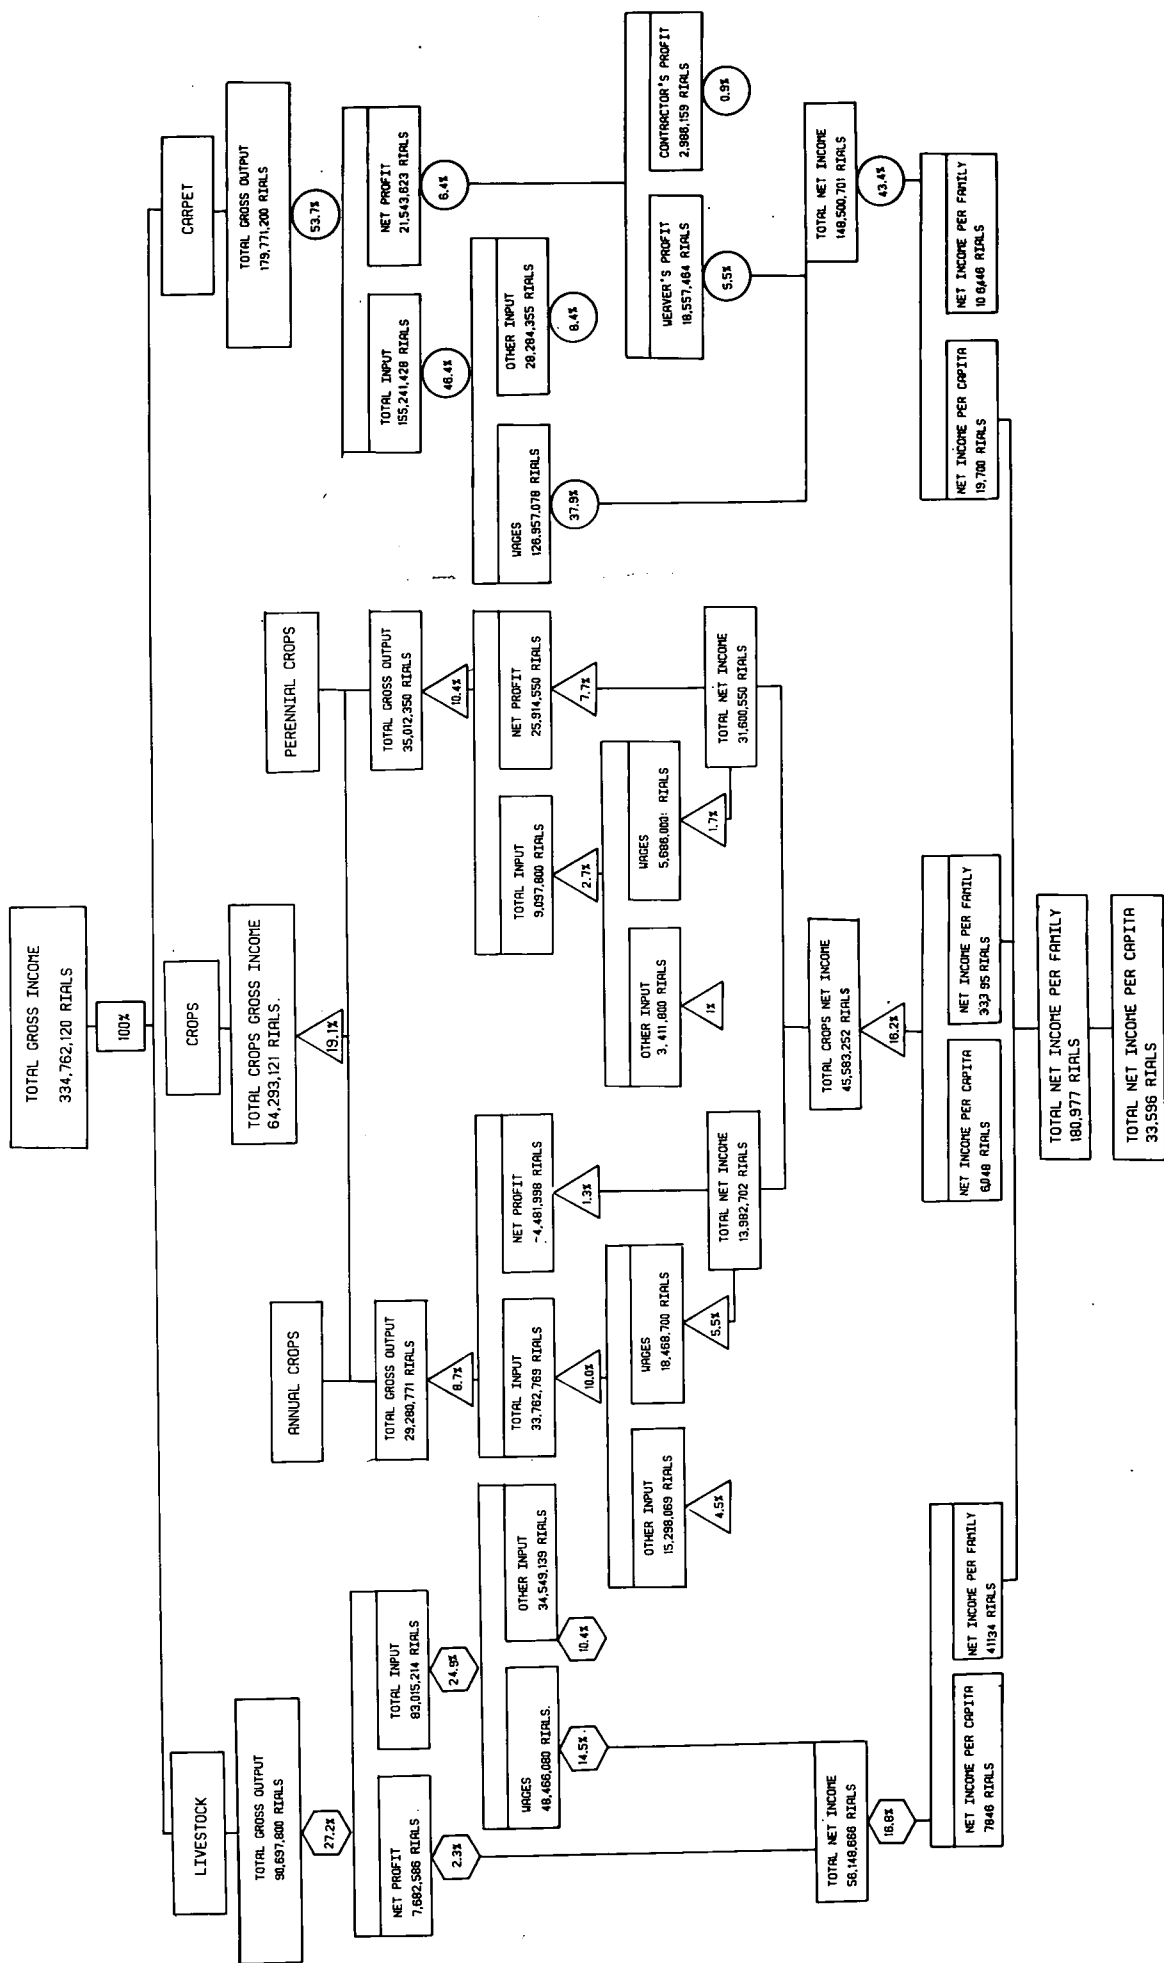 TOTAL GROSS INCOME
334,762,120 RIALS
100%
LIVESTOCK
TOTAL GROSS OUTPUT
90,697,800 RIALS
27.2%
NET PROFIT
7,682,586 RIALS
2.3%
TOTAL INPUT
83,015,214 RIALS
24.9%
WAGES
48,466,080 RIALS.
14.5%
OTHER INPUT
34,549,139 RIALS
10.4%
TOTAL NET INCOME
56,148,666 RIALS
16.8%
NET INCOME PER CAPITA
7846 RIALS
NET INCOME PER FAMILY
41134 RIALS
CROPS
TOTAL CROPS GROSS INCOME
64,293,121 RIALS.
19.1%
ANNUAL CROPS
TOTAL GROSS OUTPUT
29,280,771 RIALS
8.7%
TOTAL INPUT
33,762,769 RIALS
10.0%
NET PROFIT
-4,481,998 RIALS
1.3%
OTHER INPUT
15,298,069 RIALS
4.5%
WAGES
18,468,700 RIALS
5.5%
TOTAL NET INCOME
13,982,702 RIALS
PERENNIAL CROPS
TOTAL GROSS OUTPUT
35,012,350 RIALS
10.4%
TOTAL INPUT
9,097,800 RIALS
2.7%
NET PROFIT
25,914,550 RIALS
7.7%
OTHER INPUT
3,411,800 RIALS
1%
WAGES
5,686,000: RIALS
1.7%
TOTAL NET INCOME
31,600,550 RIALS
TOTAL CROPS NET INCOME
45,583,252 RIALS
16.2%
NET INCOME PER CAPITA
6,048 RIALS
NET INCOME PER FAMILY
33,395 RIALS
CARPET
TOTAL GROSS OUTPUT
179,771,200 RIALS
53.7%
TOTAL INPUT
155,241,428 RIALS
46.4%
NET PROFIT
21,543,623 RIALS
6.4%
WAGES
126,957,078 RIALS
37.9%
OTHER INPUT
28,284,355 RIALS
8.4%
WEAVER'S PROFIT
18,557,464 RIALS
5.5%
CONTRACTOR'S PROFIT
2,986,159 RIALS
0.9%
TOTAL NET INCOME
148,500,701 RIALS
43.4%
NET INCOME PER CAPITA
19,700 RIALS
NET INCOME PER FAMILY
106,446 RIALS
TOTAL NET INCOME PER FAMILY
180,977 RIALS
TOTAL NET INCOME PER CAPITA
33,596 RIALS